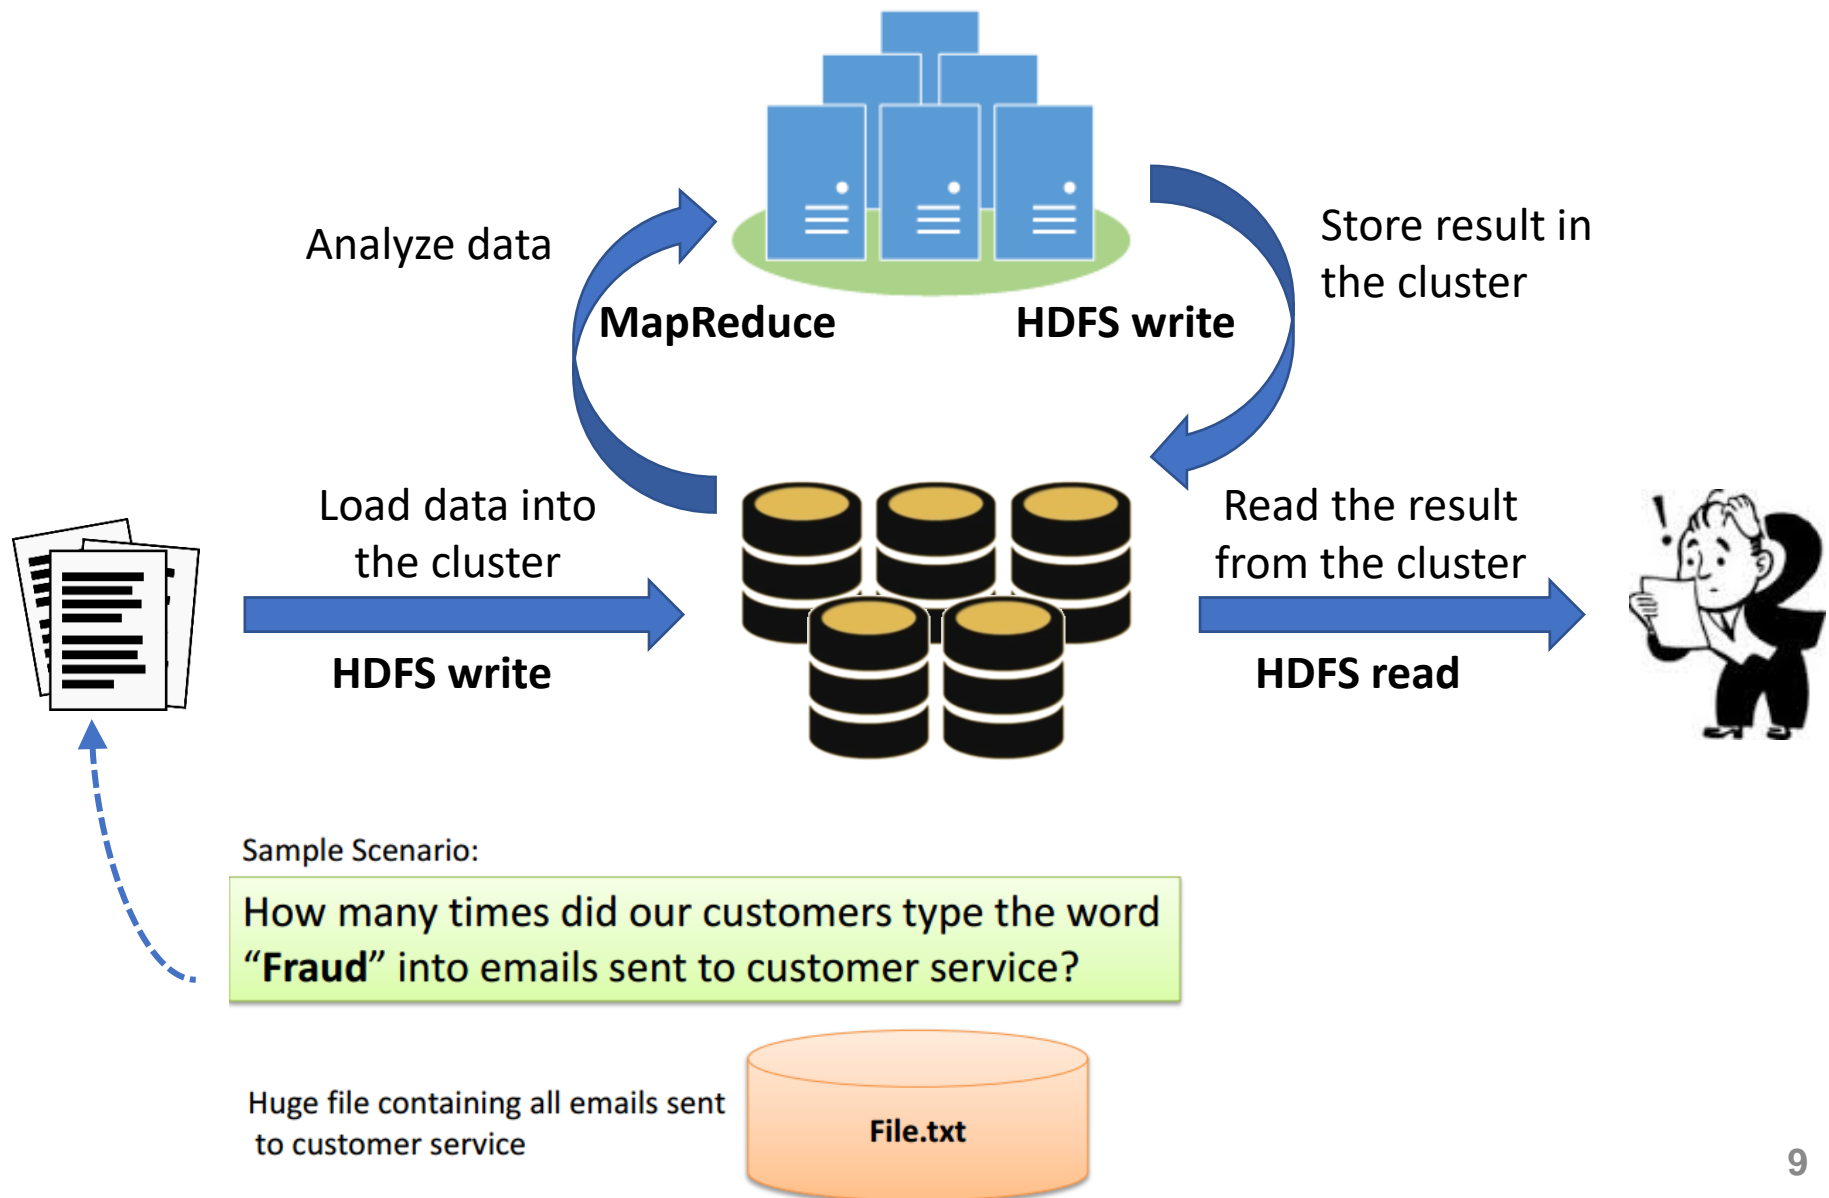 Analyze data
MapReduce
HDFS write
Store result in
the cluster
Load data into
the cluster
HDFS write
Read the result
from the cluster
HDFS read
!
?
Sample Scenario:
How many times did our customers type the word
“Fraud” into emails sent to customer service?
Huge file containing all emails sent
to customer service
File.txt
9